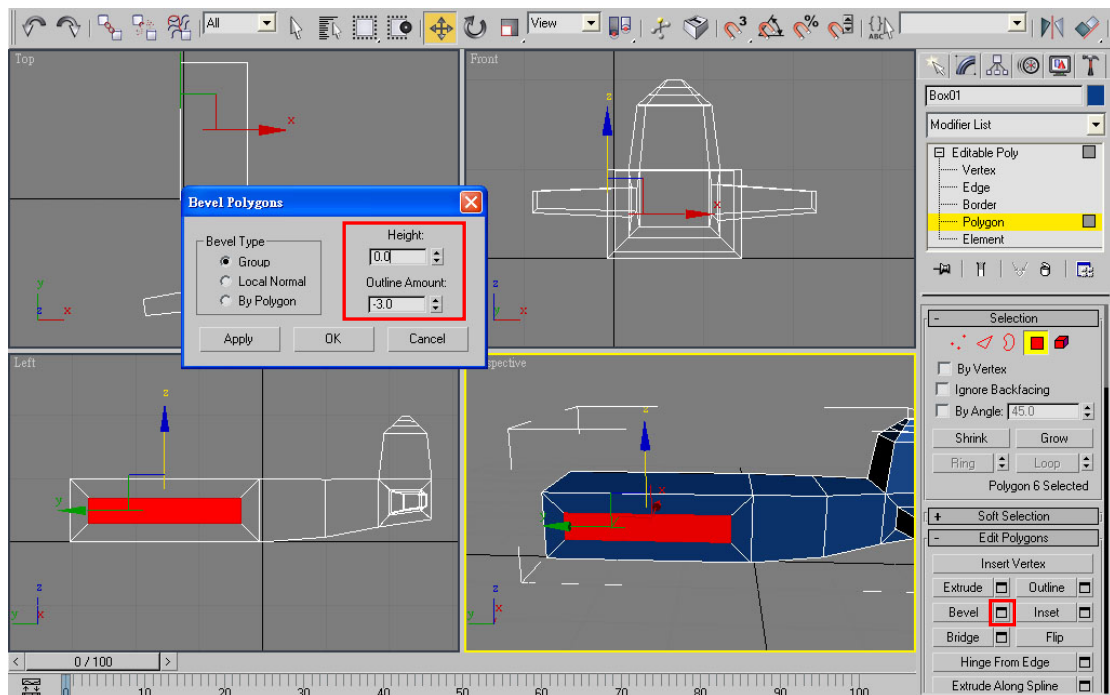 All
View
ABC
Top
Front
Left
Box01
Modifier List
Editable Poly
Vertex
Edge
Border
Polygon
Element
Bevel Polygons
Bevel Type
Group
Local Normal
By Polygon
Height:
0.0
Outline Amount:
-3.0
Apply
OK
Cancel
Selection
By Vertex
Ignore Backfacing
By Angle: 45.0
Shrink
Grow
Ring
Loop
Polygon 6 Selected
+ Soft Selection
- Edit Polygons
Insert Vertex
Extrude
Outline
Bevel
Inset
Bridge
Flip
Hinge From Edge
Extrude Along Spline
< 0 / 100 >
0 10 20 30 40 50 60 70 80 90 100
x
z
x
y
z
x
z
x
z
y
z
y
x
z
x
y
z
x